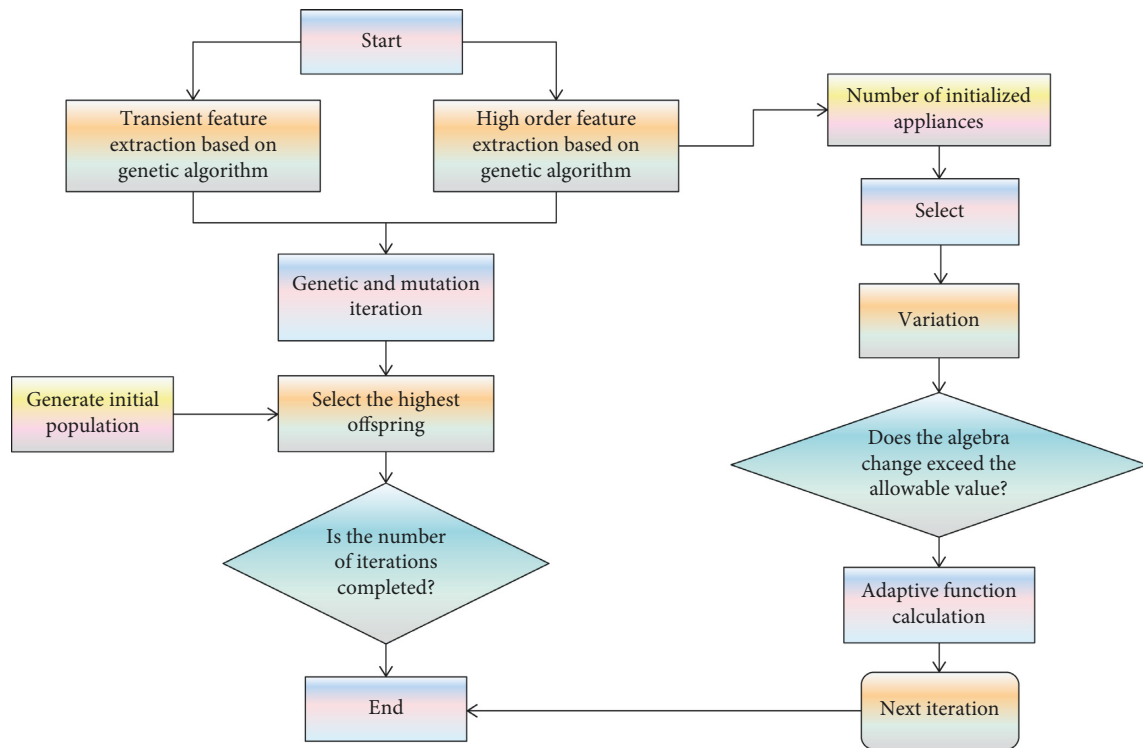 Start
Transient feature
extraction based on
genetic algorithm
High order feature
extraction based on
genetic algorithm
Number of initialized
appliances
Select
Genetic and mutation
iteration
Variation
Generate initial
population
Select the highest
offspring
Does the algebra
change exceed the
allowable value?
Is the number
of iterations
completed?
Adaptive function
calculation
End
Next iteration